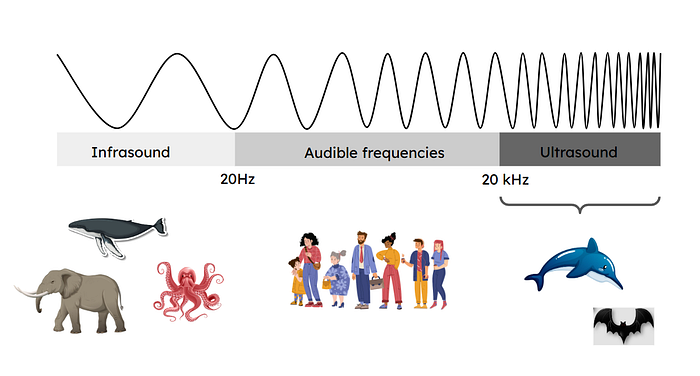 Infrasound
Audible frequencies
Ultrasound
20Hz
20 kHz